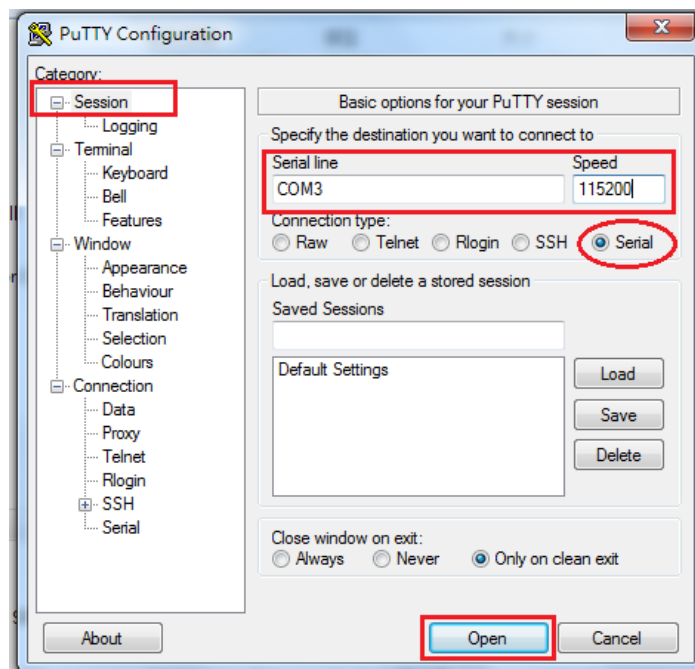 PuTTY Configuration
Category:
Session
Logging
Terminal
Keyboard
Bell
Features
Window
Appearance
Behaviour
Translation
Selection
Colours
Connection
Data
Proxy
Telnet
Rlogin
SSH
Serial
Basic options for your PuTTY session
Specify the destination you want to connect to
Serial line Speed
COM3 115200
Connection type:
Raw Telnet Rlogin SSH Serial
Load, save or delete a stored session
Saved Sessions
Default Settings
Load
Save
Delete
Close window on exit:
Always Never Only on clean exit
About Open Cancel